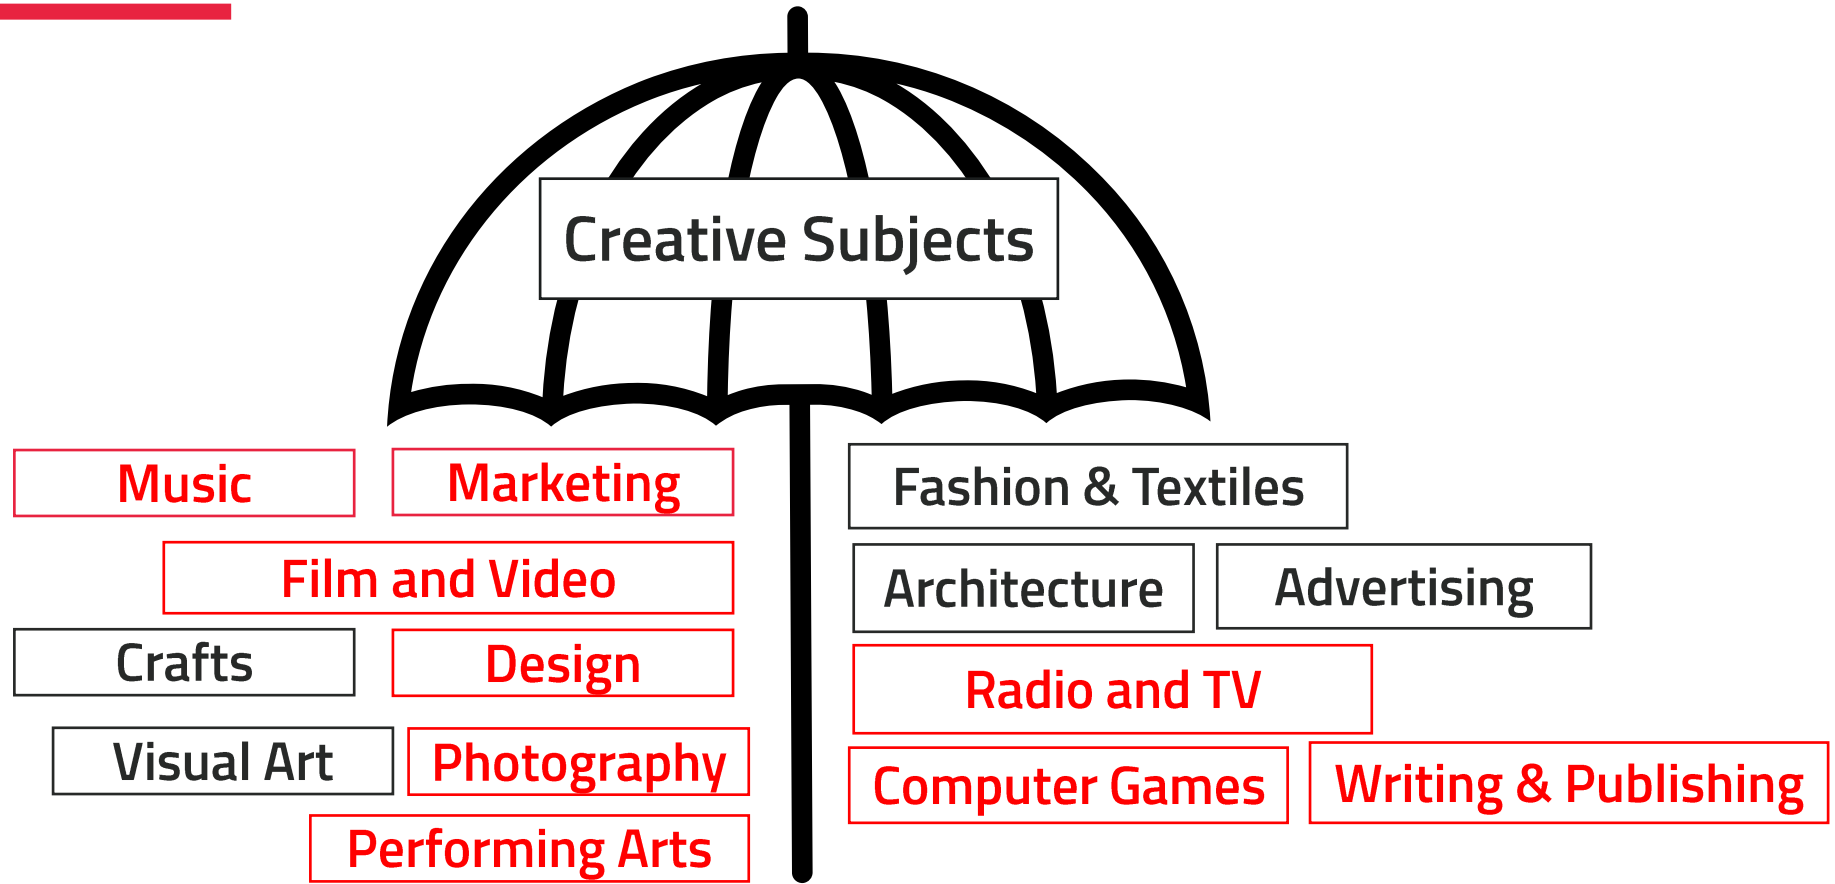 Creative Subjects
Music
Marketing
Film and Video
Crafts
Design
Visual Art
Photography
Performing Arts
Fashion & Textiles
Architecture
Advertising
Radio and TV
Computer Games
Writing & Publishing